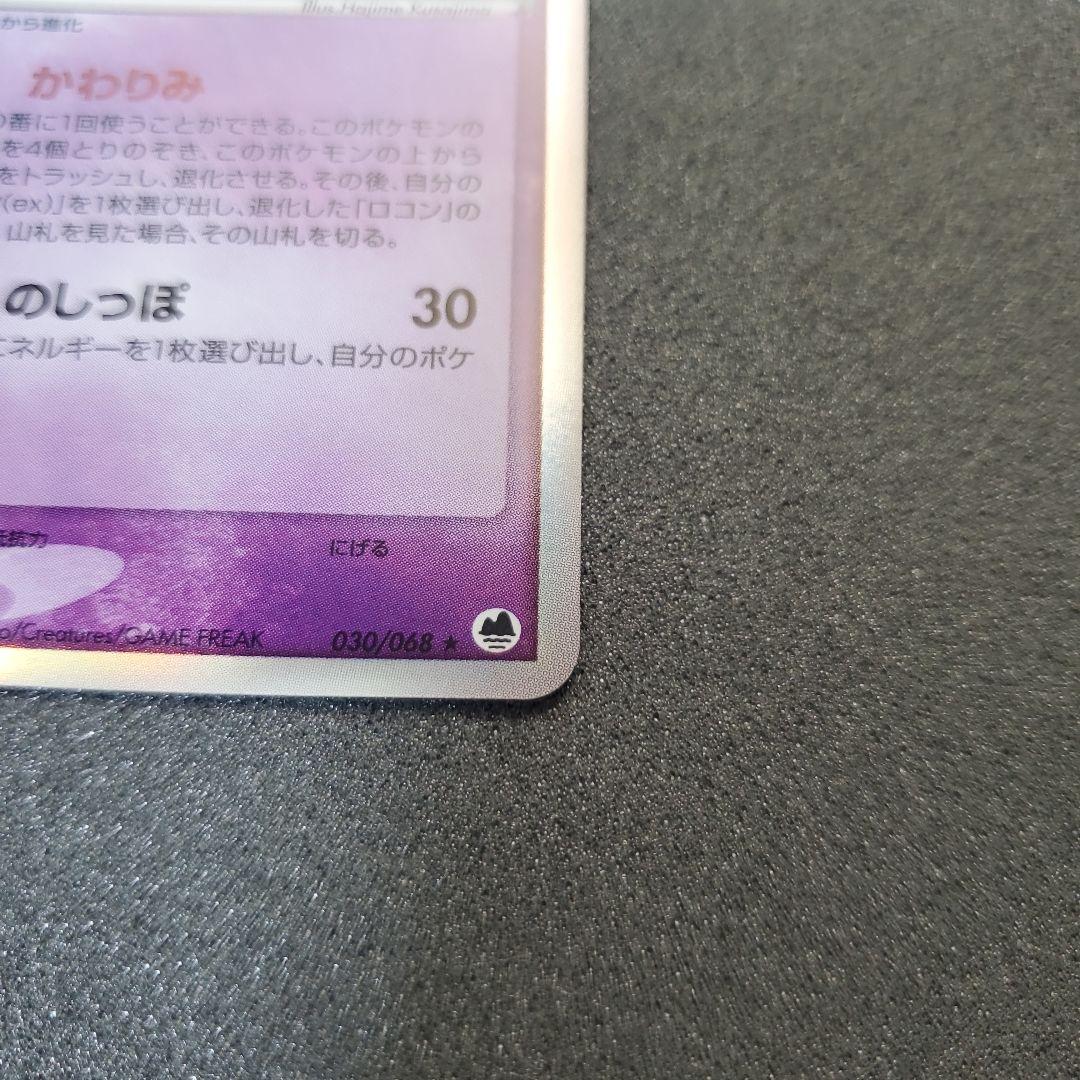 Illus. Hajime Kusajima
から進化
かわりみ
の番に1回使うことができる。このポケモンの
を4個とりのぞき、このポケモンの上から
をトラッシュし、退化させる。その後、自分の
(ex)」を1枚選び出し、退化した「ロコン」の
山札を見た場合、その山札を切る。
のしっぽ 30
エネルギーを1枚選び出し、自分のポケ
抵抗力 にげる
o/Creatures/GAME FREAK 030/068 ★